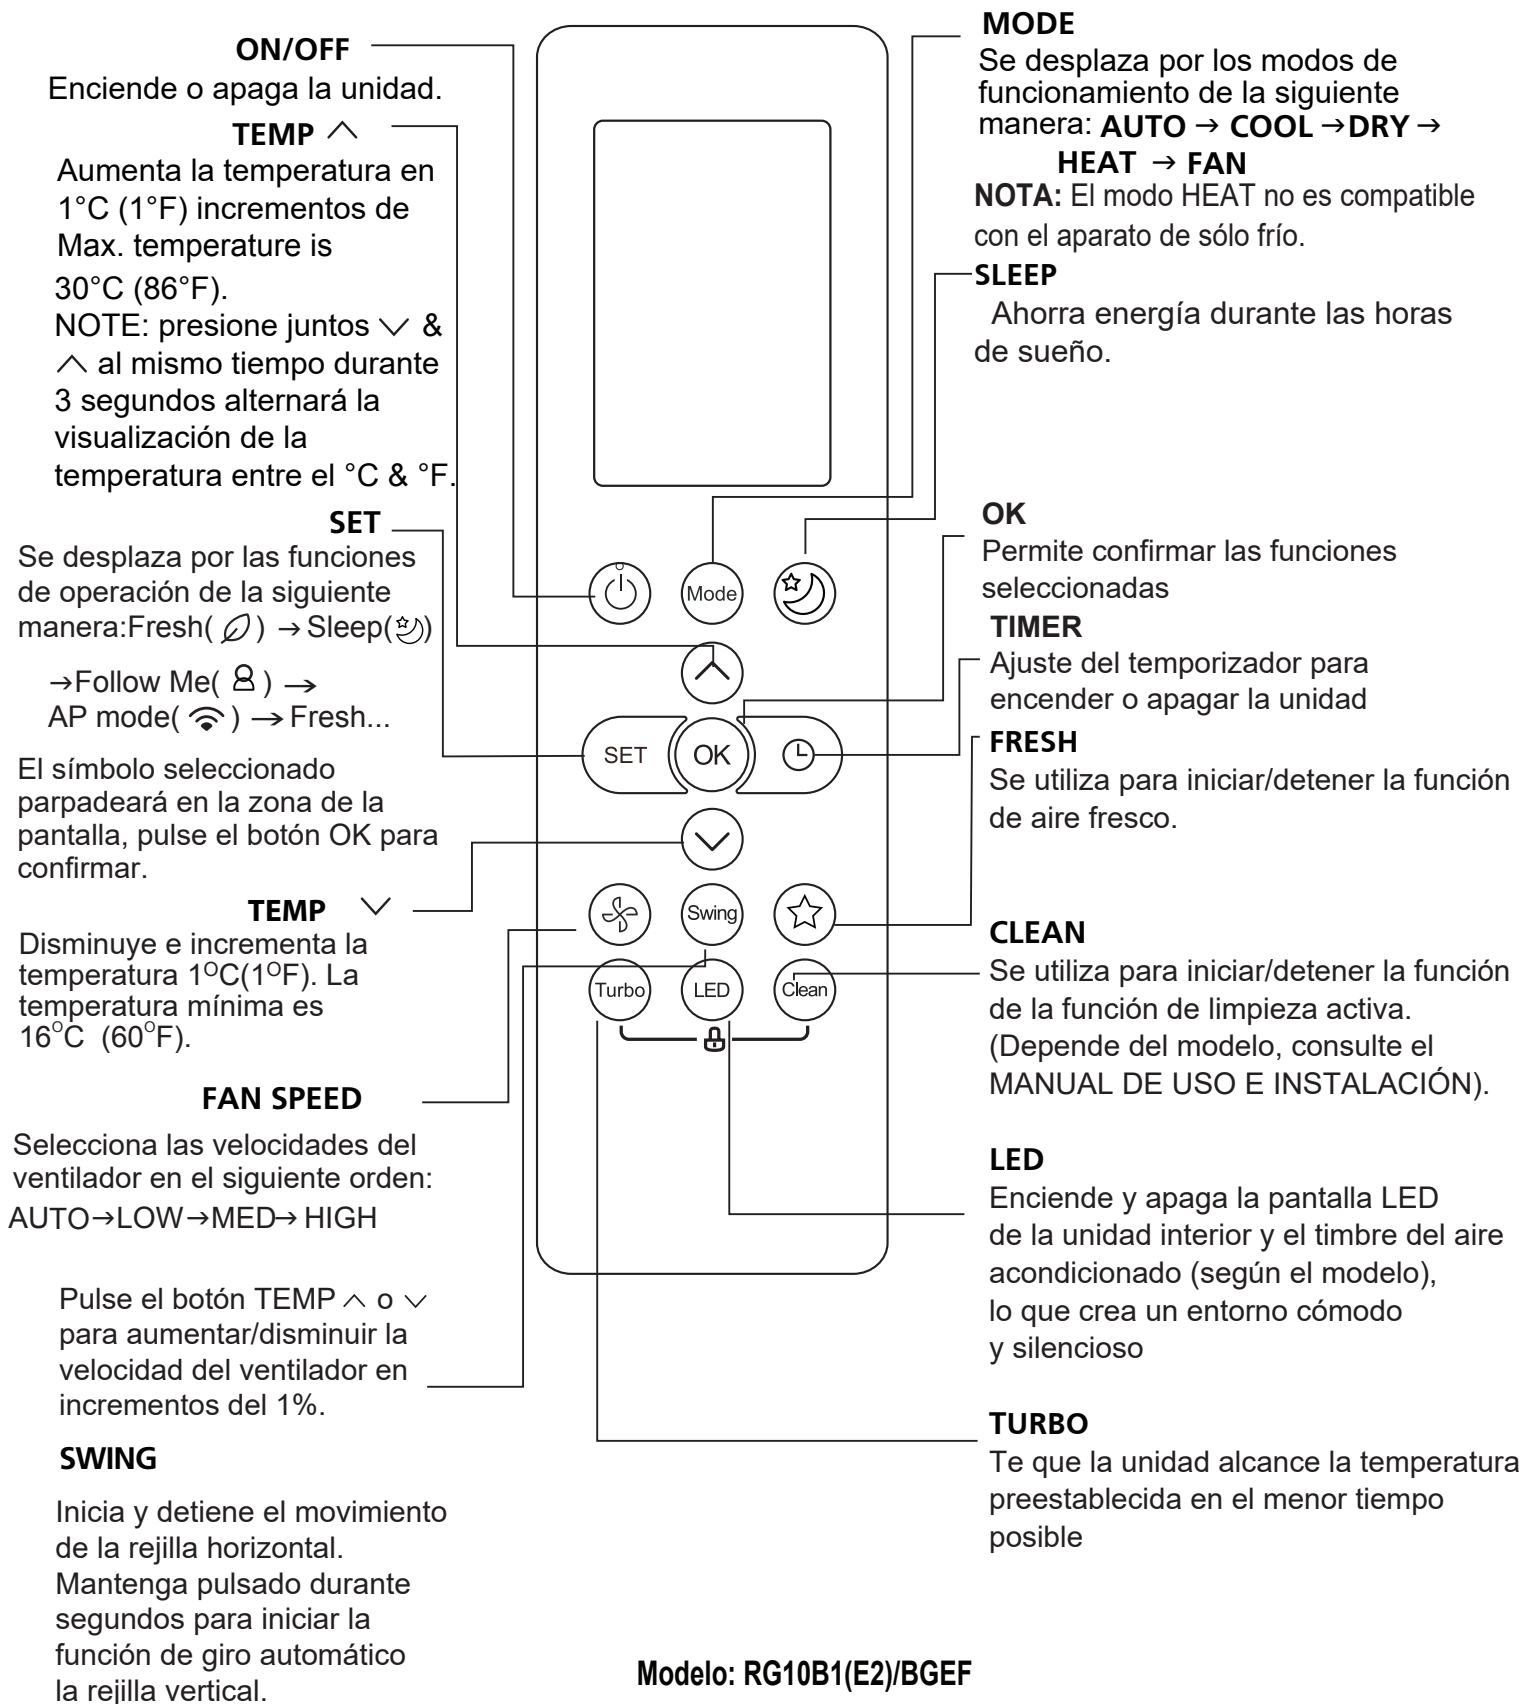 ON/OFF
Enciende o apaga la unidad.
TEMP
Aumenta la temperatura en
1°C (1°F) incrementos de
Max. temperature is
30°C (86°F).
NOTE: presione juntos &
al mismo tiempo durante
3 segundos alternará la
visualización de la
temperatura entre el °C & °F.
SET
Se desplaza por las funciones
de operación de la siguiente
manera:Fresh( ) → Sleep( )
→Follow Me( ) →
AP mode( ) → Fresh...
El símbolo seleccionado
parpadeará en la zona de la
pantalla, pulse el botón OK para
confirmar.
TEMP
Disminuye e incrementa la
temperatura 1°C(1°F). La
temperatura mínima es
16°C (60°F).
FAN SPEED
Selecciona las velocidades del
ventilador en el siguiente orden:
AUTO→LOW→MED→ HIGH
Pulse el botón TEMP o
para aumentar/disminuir la
velocidad del ventilador en
incrementos del 1%.
SWING
Inicia y detiene el movimiento
de la rejilla horizontal.
Mantenga pulsado durante
segundos para iniciar la
función de giro automático
la rejilla vertical.
Mode
SET
OK
Swing
Turbo
LED
Clean
MODE
Se desplaza por los modos de
funcionamiento de la siguiente
manera: AUTO → COOL →DRY →
HEAT → FAN
NOTA: El modo HEAT no es compatible
con el aparato de sólo frío.
SLEEP
Ahorra energía durante las horas
de sueño.
OK
Permite confirmar las funciones
seleccionadas
TIMER
Ajuste del temporizador para
encender o apagar la unidad
FRESH
Se utiliza para iniciar/detener la función
de aire fresco.
CLEAN
Se utiliza para iniciar/detener la función
de la función de limpieza activa.
(Depende del modelo, consulte el
MANUAL DE USO E INSTALACIÓN).
LED
Enciende y apaga la pantalla LED
de la unidad interior y el timbre del aire
acondicionado (según el modelo),
lo que crea un entorno cómodo
y silencioso
TURBO
Te que la unidad alcance la temperatura
preestablecida en el menor tiempo
posible
Modelo: RG10B1(E2)/BGEF